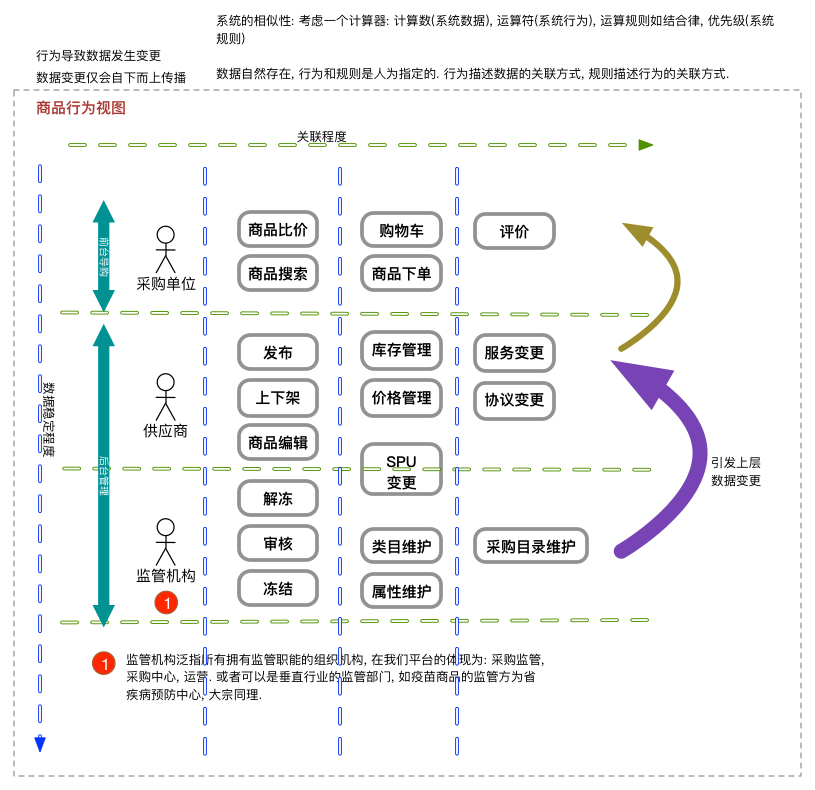 系统的相似性: 考虑一个计算器: 计算数(系统数据), 运算符(系统行为), 运算规则如结合律, 优先级(系统
规则)
行为导致数据发生变更
数据变更仅会自下而上传播
数据自然存在, 行为和规则是人为指定的. 行为描述数据的关联方式, 规则描述行为的关联方式.
商品行为视图
关联程度
前台导购
采购单位
商品比价
购物车
评价
商品搜索
商品下单
数据稳定程度
后台管理
供应商
发布
库存管理
服务变更
上下架
价格管理
协议变更
商品编辑
SPU
变更
引发上层
数据变更
监管机构
1
解冻
审核
类目维护
采购目录维护
冻结
属性维护
1
监管机构泛指所有拥有监管职能的组织机构, 在我们平台的体现为: 采购监管,
采购中心, 运营. 或者可以是垂直行业的监管部门, 如疫苗商品的监管方为省
疾病预防中心, 大宗同理.